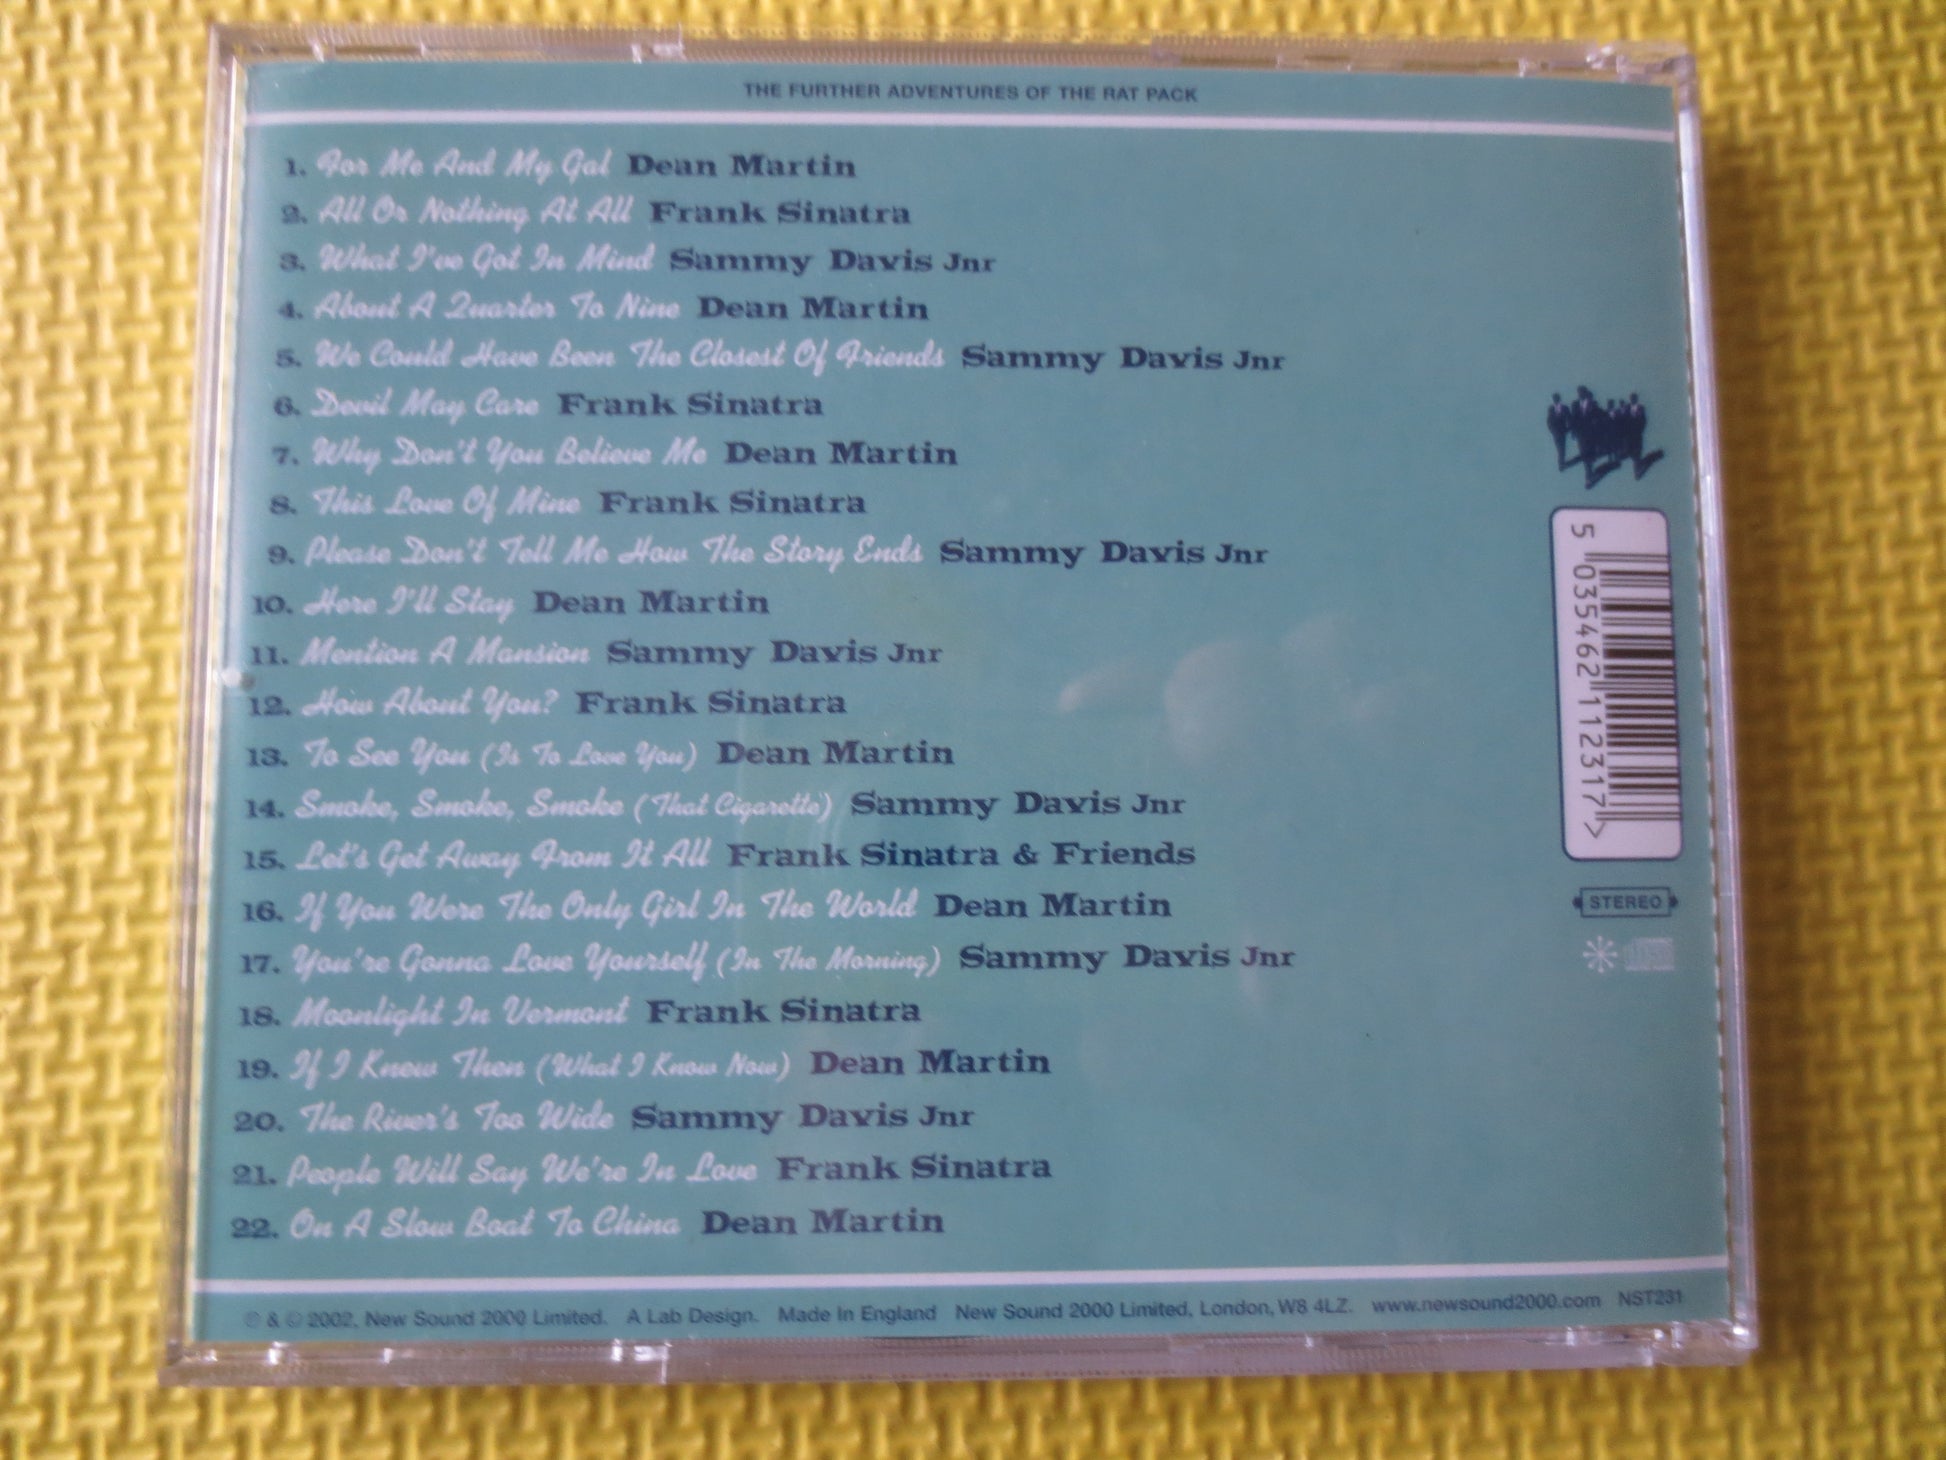 THE FURTHER ADVENTURES OF THE RAT PACK
1. For Me And My Gal Dean Martin
2. All Or Nothing At All Frank Sinatra
3. What I've Got In Mind Sammy Davis Jnr
4. About A Quarter To Nine Dean Martin
5. We Could Have Been The Closest Of Friends Sammy Davis Jnr
6. Devil May Care Frank Sinatra
7. Why Don't You Believe Me Dean Martin
8. This Love Of Mine Frank Sinatra
9. Please Don't Tell Me How The Story Ends Sammy Davis Jnr
10. Here I'll Stay Dean Martin
11. Mention A Mansion Sammy Davis Jnr
12. How About You? Frank Sinatra
13. To See You (Is To Love You) Dean Martin
14. Smoke, Smoke, Smoke (That Cigarette) Sammy Davis Jnr
15. Let's Get Away From It All Frank Sinatra & Friends
16. If You Were The Only Girl In The World Dean Martin
17. You're Gonna Love Yourself (In The Morning) Sammy Davis Jnr
18. Moonlight In Vermont Frank Sinatra
19. If I Knew Then (What I Know Now) Dean Martin
20. The River's Too Wide Sammy Davis Jnr
21. People Will Say We're In Love Frank Sinatra
22. On A Slow Boat To China Dean Martin
5 035462 112317 >
STEREO
℗ & © 2002, New Sound 2000 Limited. A Lab Design. Made In England New Sound 2000 Limited, London, W8 4LZ. www.newsound2000.com NST231